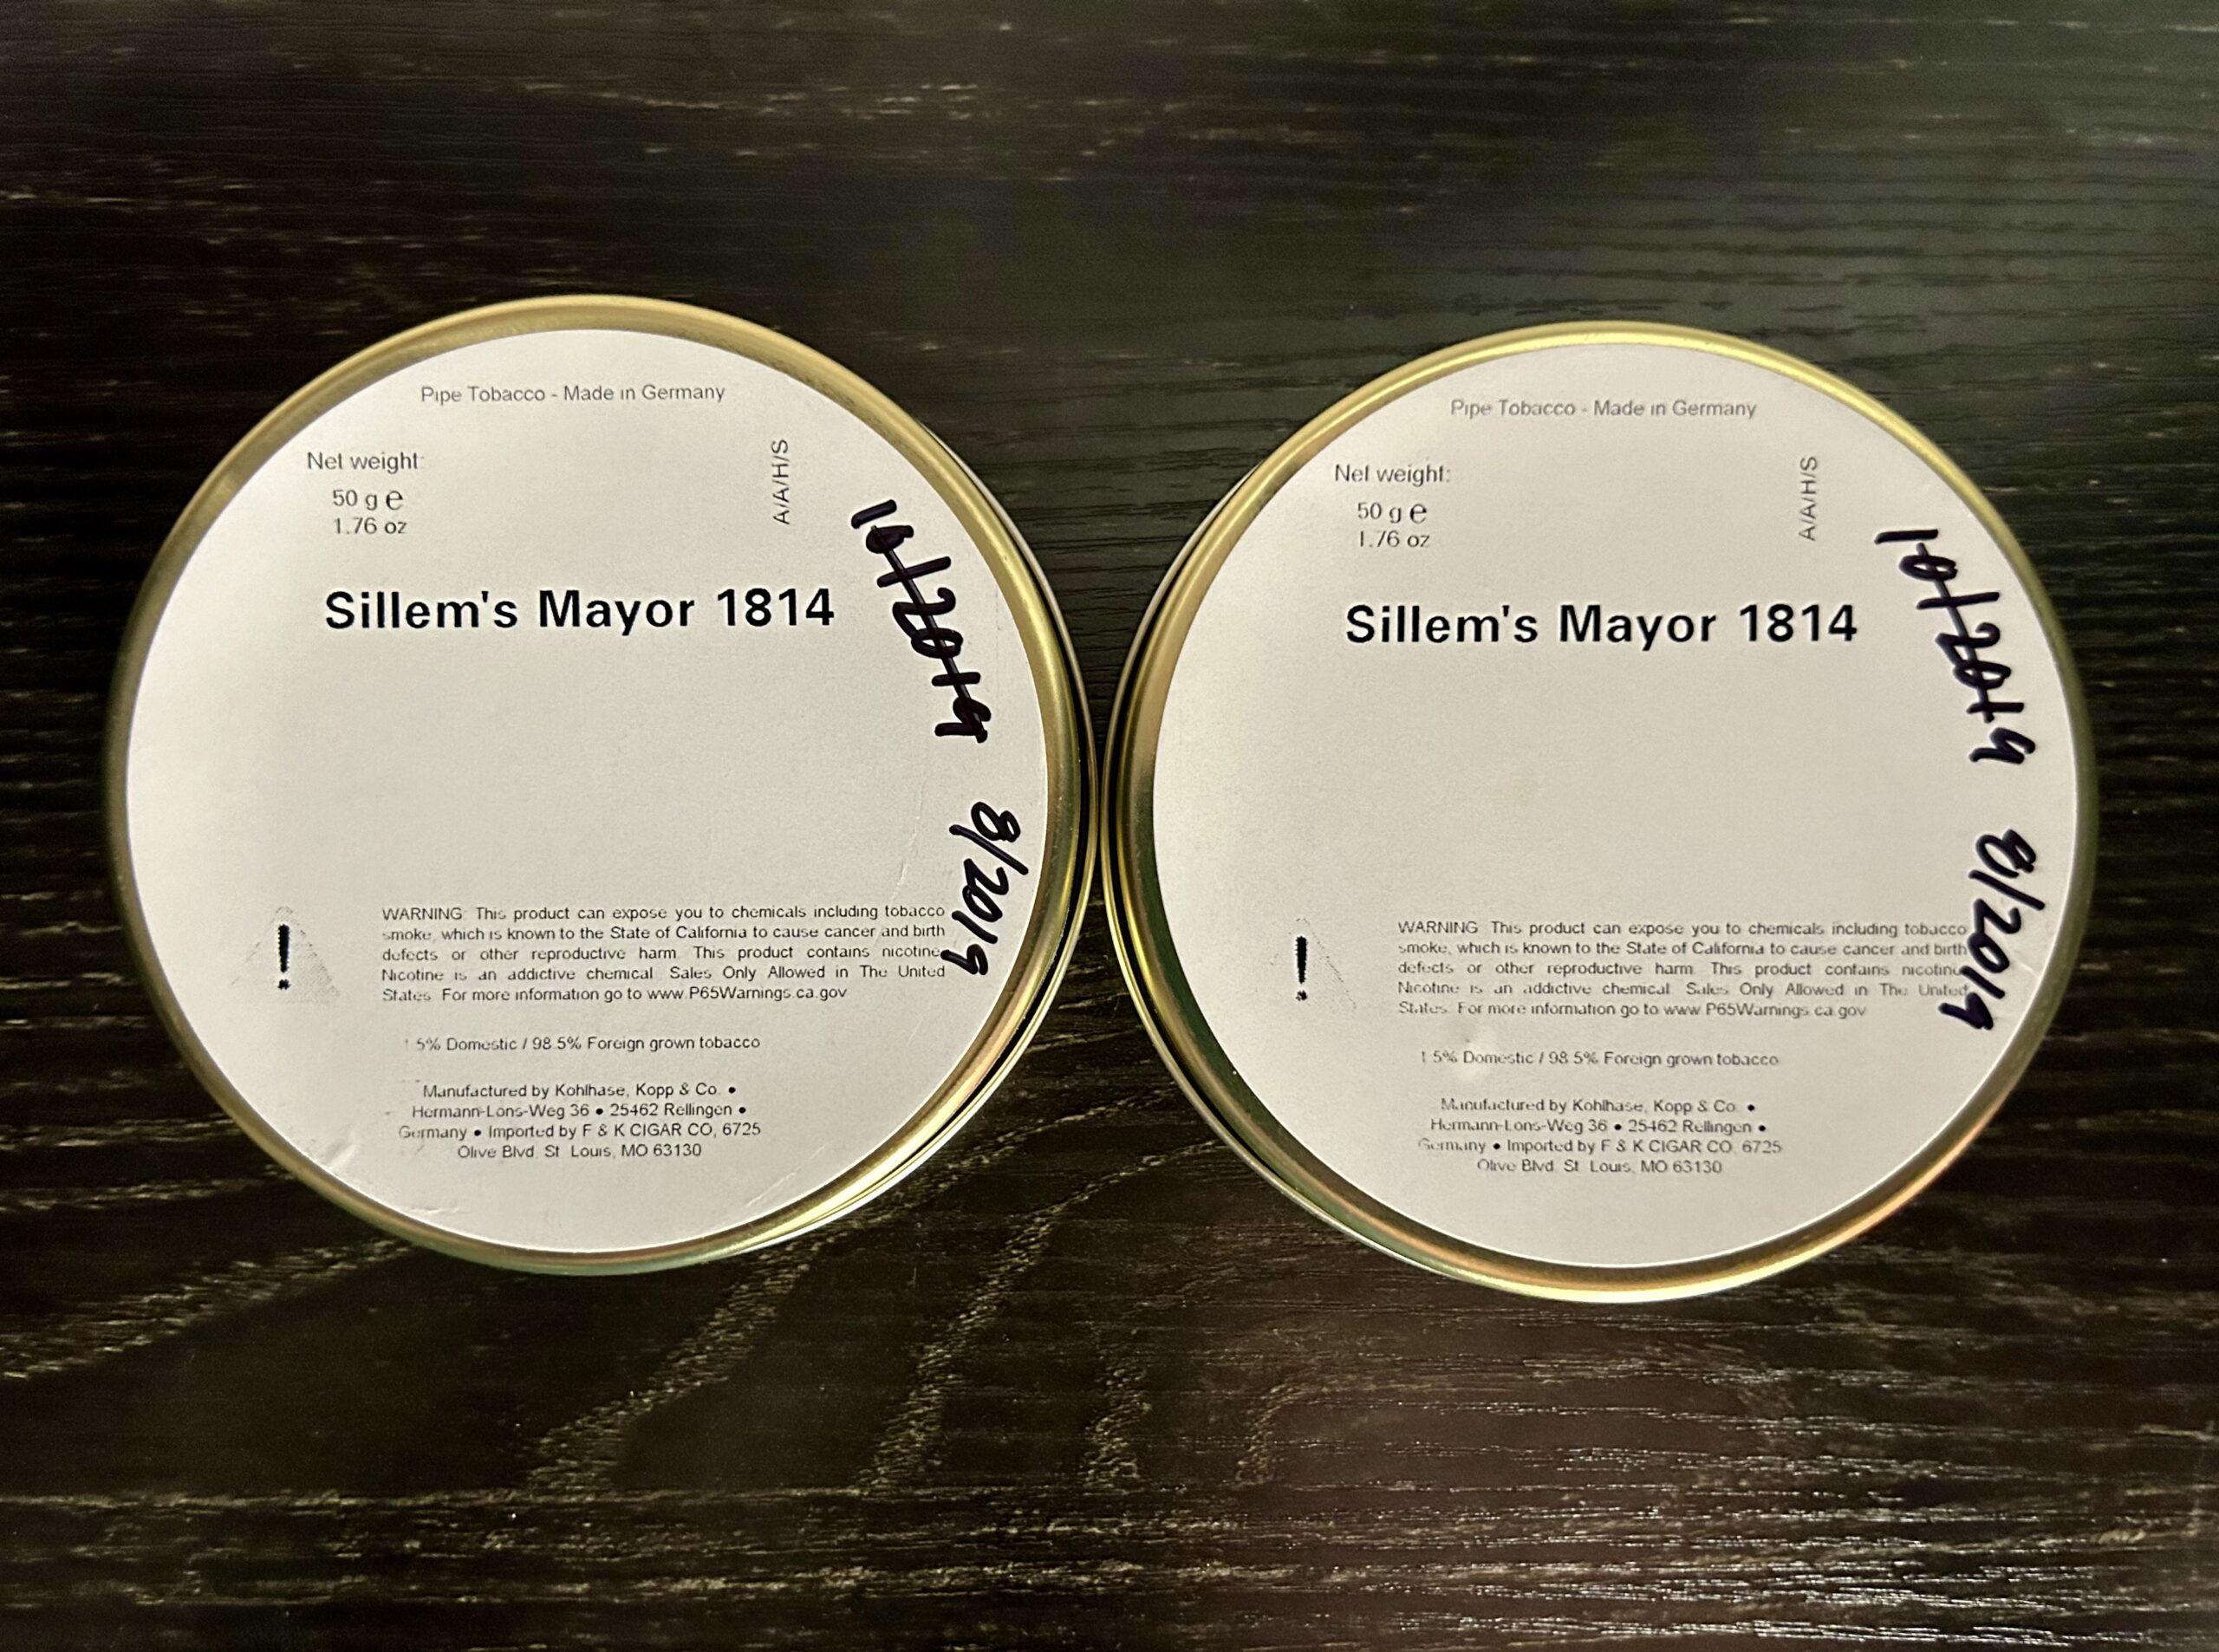 Pipe Tobacco - Made in Germany
Net weight:
50 g e
1.76 oz
A/A/H/S
Sillem's Mayor 1814
10/2019 8/2019
WARNING: This product can expose you to chemicals including tobacco
smoke, which is known to the State of California to cause cancer and birth
defects or other reproductive harm. This product contains nicotine.
Nicotine is an addictive chemical. Sales Only Allowed in The United
States. For more information go to www.P65Warnings.ca.gov
1.5% Domestic / 98.5% Foreign grown tobacco
Manufactured by Kohlhase, Kopp & Co. •
Hermann-Löns-Weg 36 • 25462 Rellingen •
Germany • Imported by F & K CIGAR CO, 6725
Olive Blvd. St. Louis, MO 63130
Pipe Tobacco - Made in Germany
Net weight:
50 g e
1.76 oz
A/A/H/S
Sillem's Mayor 1814
10/2019 8/2019
WARNING: This product can expose you to chemicals including tobacco
smoke, which is known to the State of California to cause cancer and birth
defects or other reproductive harm. This product contains nicotine.
Nicotine is an addictive chemical. Sales Only Allowed in The United
States. For more information go to www.P65Warnings.ca.gov
1.5% Domestic / 98.5% Foreign grown tobacco
Manufactured by Kohlhase, Kopp & Co. •
Hermann-Löns-Weg 36 • 25462 Rellingen •
Germany • Imported by F & K CIGAR CO, 6725
Olive Blvd. St. Louis, MO 63130